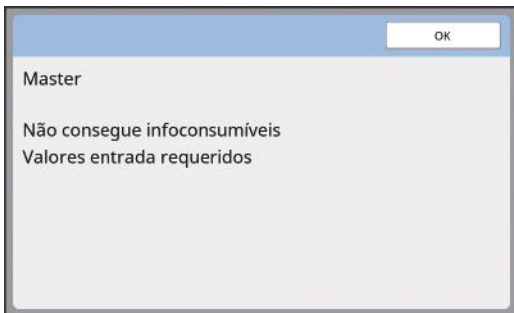 OK
Master
Não consegue infoconsumíveis
Valores entrada requeridos